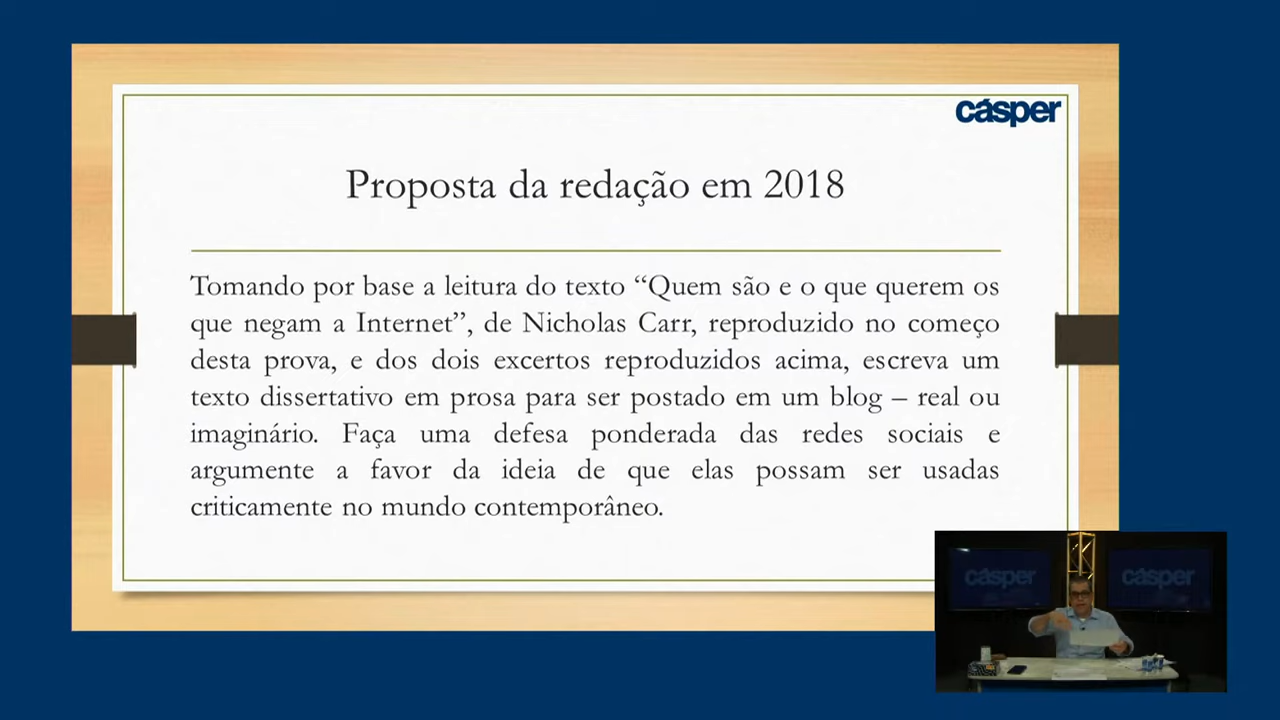 cásper
Proposta da redação em 2018
Tomando por base a leitura do texto “Quem são e o que querem os
que negam a Internet”, de Nicholas Carr, reproduzido no começo
desta prova, e dos dois excertos reproduzidos acima, escreva um
texto dissertativo em prosa para ser postado em um blog – real ou
imaginário. Faça uma defesa ponderada das redes sociais e
argumente a favor da ideia de que elas possam ser usadas
criticamente no mundo contemporâneo.
cásper
cásper